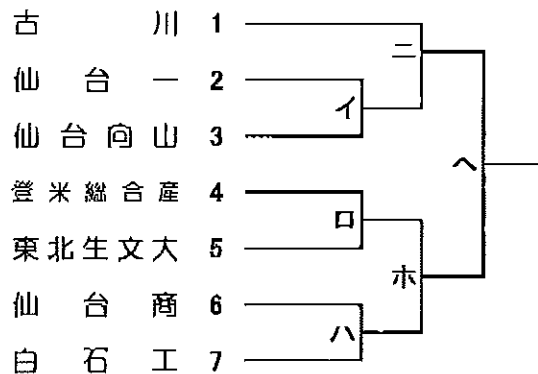 古川 1
ニ
仙台一 2
イ
仙台向山 3
ヘ
登米総合産 4
ロ
東北生文大 5
ホ
仙台商 6
ハ
白石工 7